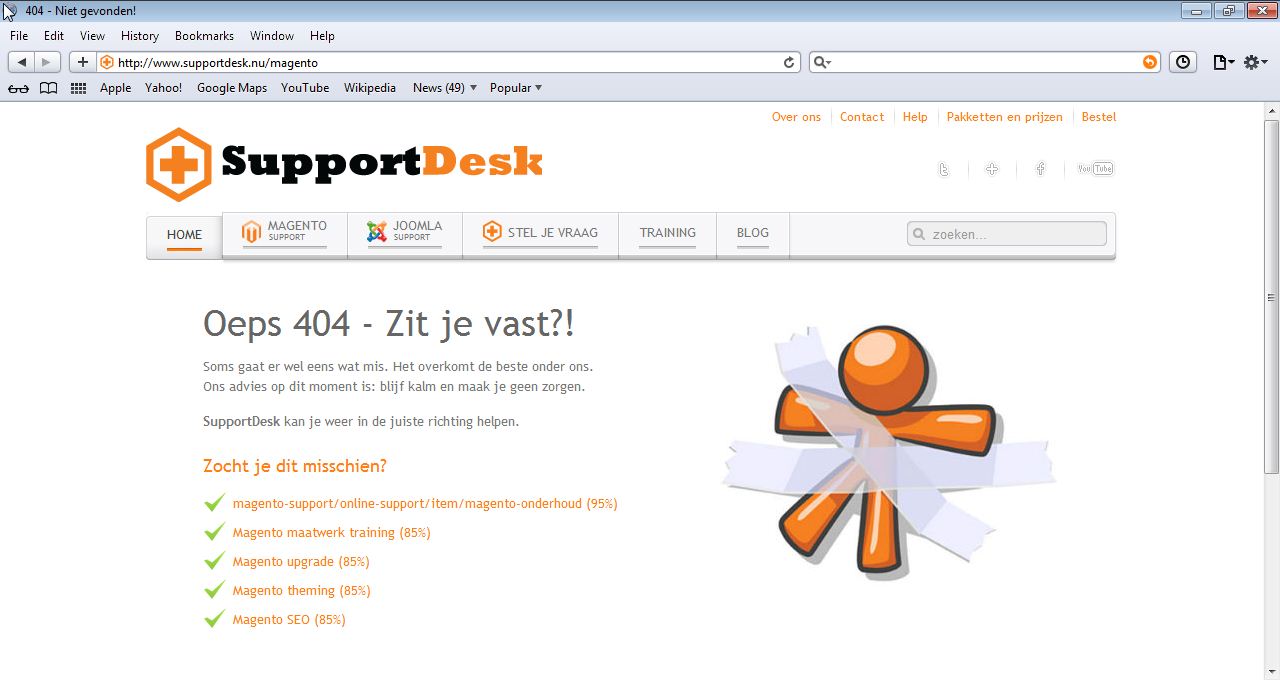 404 - Niet gevonden!
File Edit View History Bookmarks Window Help
http://www.supportdesk.nu/magento
Apple Yahoo! Google Maps YouTube Wikipedia News (49) Popular
Over ons Contact Help Pakketten en prijzen Bestel
SupportDesk
You Tube
HOME MAGENTO SUPPORT JOOMLA SUPPORT STEL JE VRAAG TRAINING BLOG zoeken...
Oeps 404 - Zit je vast?!
Soms gaat er wel eens wat mis. Het overkomt de beste onder ons.
Ons advies op dit moment is: blijf kalm en maak je geen zorgen.
SupportDesk kan je weer in de juiste richting helpen.
Zocht je dit misschien?
magento-support/online-support/item/magento-onderhoud (95%)
Magento maatwerk training (85%)
Magento upgrade (85%)
Magento theming (85%)
Magento SEO (85%)